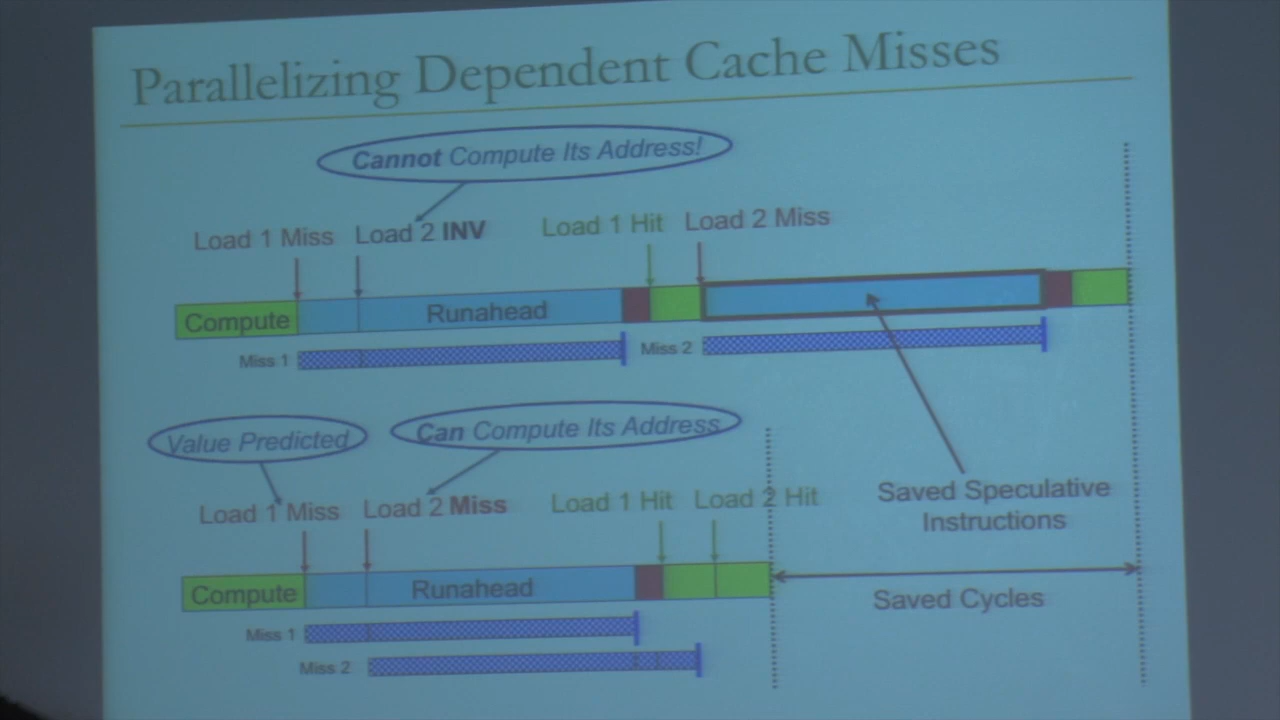 Parallelizing Dependent Cache Misses
Cannot Compute Its Address!
Load 1 Miss
Load 2 INV
Load 1 Hit
Load 2 Miss
Compute
Runahead
Miss 1
Miss 2
Value Predicted
Can Compute Its Address
Load 1 Miss
Load 2 Miss
Load 1 Hit
Load 2 Hit
Saved Speculative
Instructions
Compute
Runahead
Saved Cycles
Miss 1
Miss 2